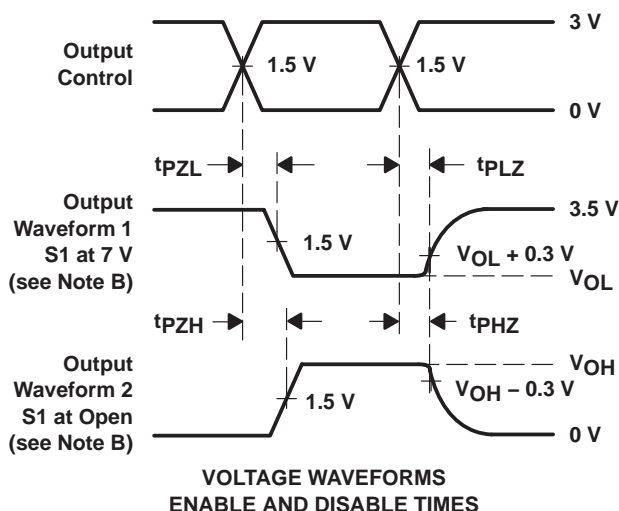 3 V
Output
Control
1.5 V
1.5 V
0 V
tPZL
tPLZ
Output
Waveform 1
S1 at 7 V
(see Note B)
3.5 V
1.5 V
VOL + 0.3 V
VOL
tPZH
tPHZ
Output
Waveform 2
S1 at Open
(see Note B)
VOH
VOH – 0.3 V
1.5 V
0 V
VOLTAGE WAVEFORMS
ENABLE AND DISABLE TIMES